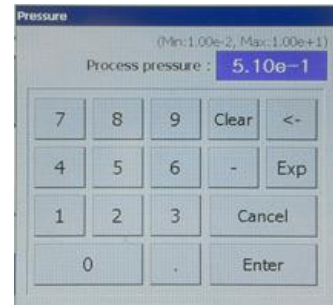 Pressure
(Min:1.00e-2, Max:1.00e+1)
Process pressure : 5.10e-1
7 8 9 Clear <-
4 5 6 - Exp
1 2 3 Cancel
0 . Enter